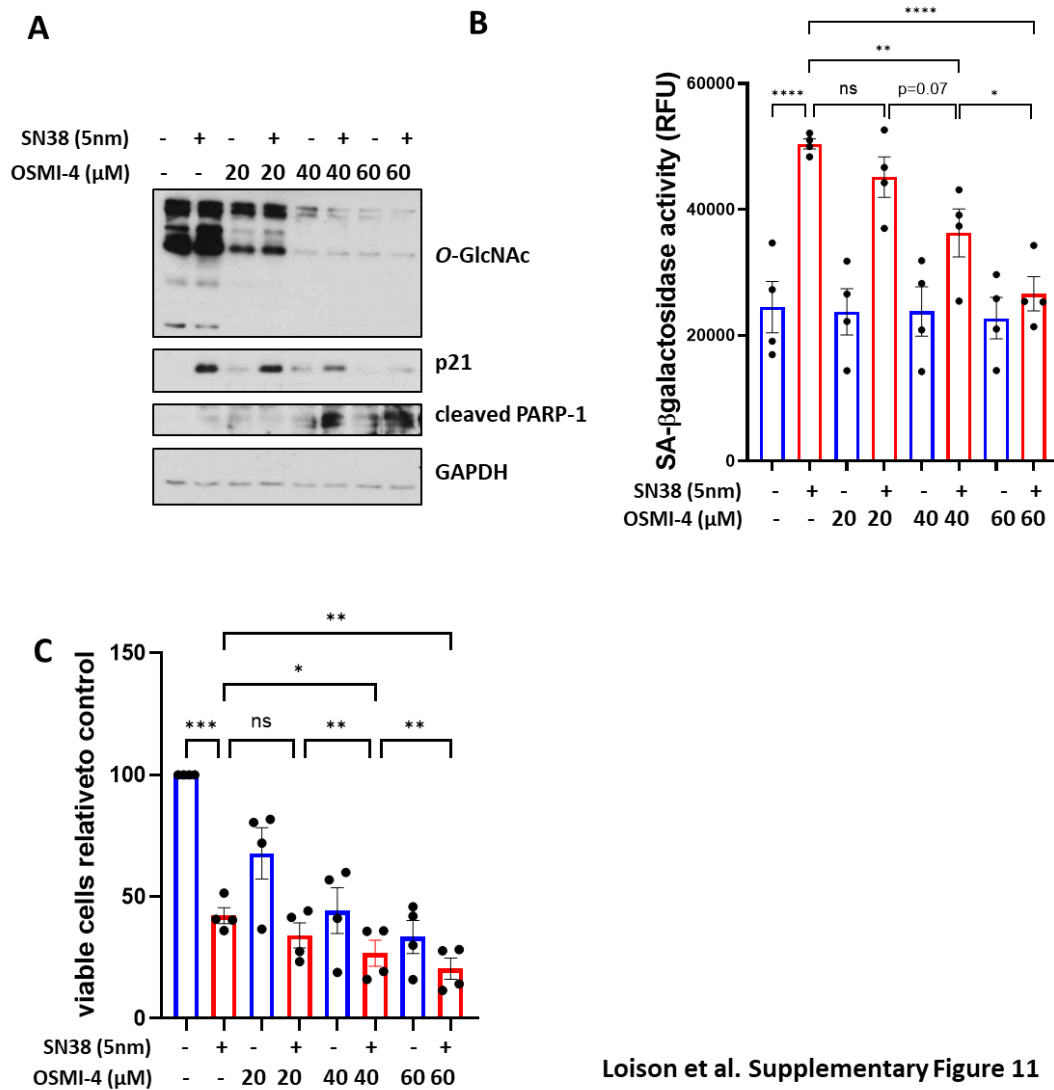 A
SN38 (5nm) - + - + - + - +
OSMI-4 (µM) - - 20 20 40 40 60 60
O-GlcNAc
p21
cleaved PARP-1
GAPDH
B
****
**
**** ns p=0.07 *
60000
40000
20000
0
SA-βgalactosidase activity (RFU)
SN38 (5nm) - + - + - + - +
OSMI-4 (µM) - - 20 20 40 40 60 60
C
**
*
*** ns ** **
150
100
50
0
viable cells relativeto control
SN38 (5nm) - + - + - + - +
OSMI-4 (µM) - - 20 20 40 40 60 60
Loison et al. Supplementary Figure 11